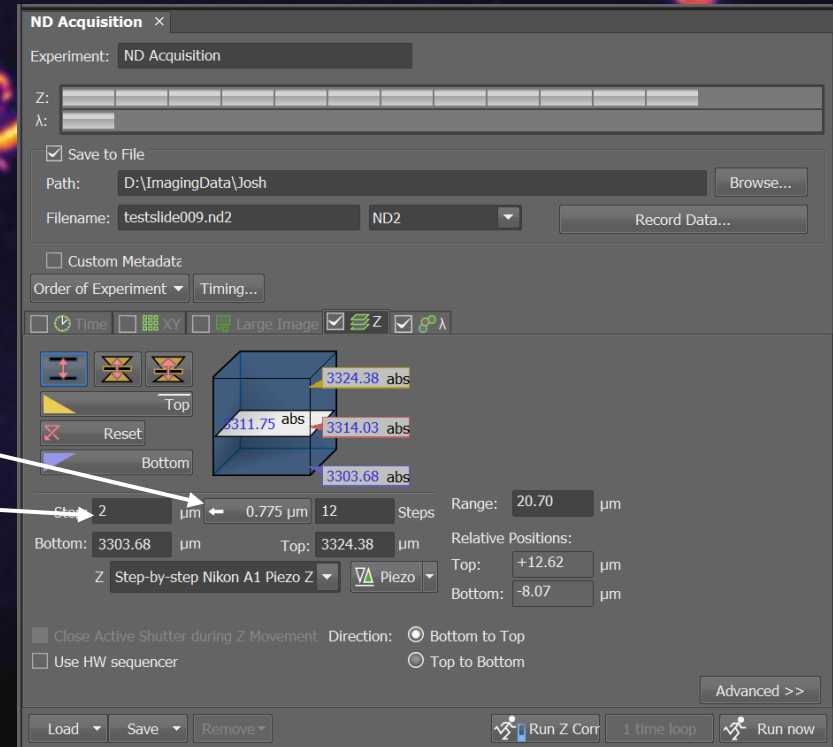 ND Acquisition ×
Experiment: ND Acquisition
Z:
λ:
Save to File
Path: D:\ImagingData\Josh Browse...
Filename: testslide009.nd2 ND2 Record Data...
Custom Metadata
Order of Experiment Timing...
Time XY Large Image Z λ
3324.38 abs
Top
3311.75 abs 3314.03 abs
Reset
Bottom
3303.68 abs
Step: 2 µm 0.775 µm 12 Steps Range: 20.70 µm
Bottom: 3303.68 µm Top: 3324.38 µm Relative Positions:
Z Step-by-step Nikon A1 Piezo Z Piezo Top: +12.62 µm
Bottom: -8.07 µm
Close Active Shutter during Z Movement Direction: Bottom to Top
Use HW sequencer Top to Bottom
Advanced >>
Load Save Remove Run Z Corr 1 time loop Run now